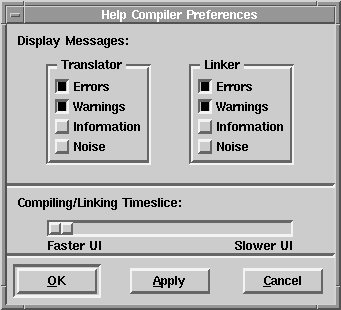 Help Compiler Preferences
Display Messages:
Translator
Errors
Warnings
Information
Noise
Linker
Errors
Warnings
Information
Noise
Compiling/Linking Timeslice:
Faster UI
Slower UI
OK
Apply
Cancel